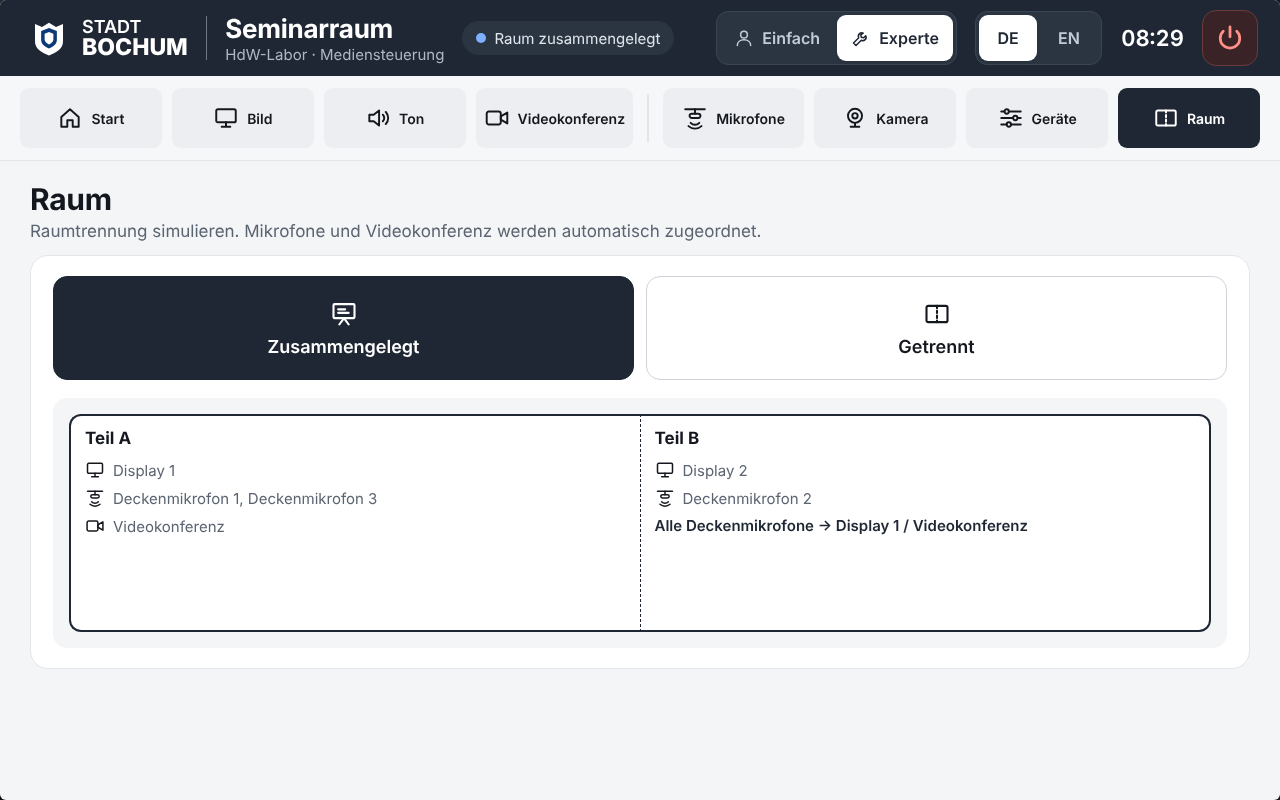 STADT
BOCHUM
Seminarraum
HdW-Labor · Mediensteuerung
Raum zusammengelegt
Einfach
Experte
DE
EN
08:29
Start
Bild
Ton
Videokonferenz
Mikrofone
Kamera
Geräte
Raum
Raum
Raumtrennung simulieren. Mikrofone und Videokonferenz werden automatisch zugeordnet.
Zusammengelegt
Getrennt
Teil A
Display 1
Deckenmikrofon 1, Deckenmikrofon 3
Videokonferenz
Teil B
Display 2
Deckenmikrofon 2
Alle Deckenmikrofone → Display 1 / Videokonferenz